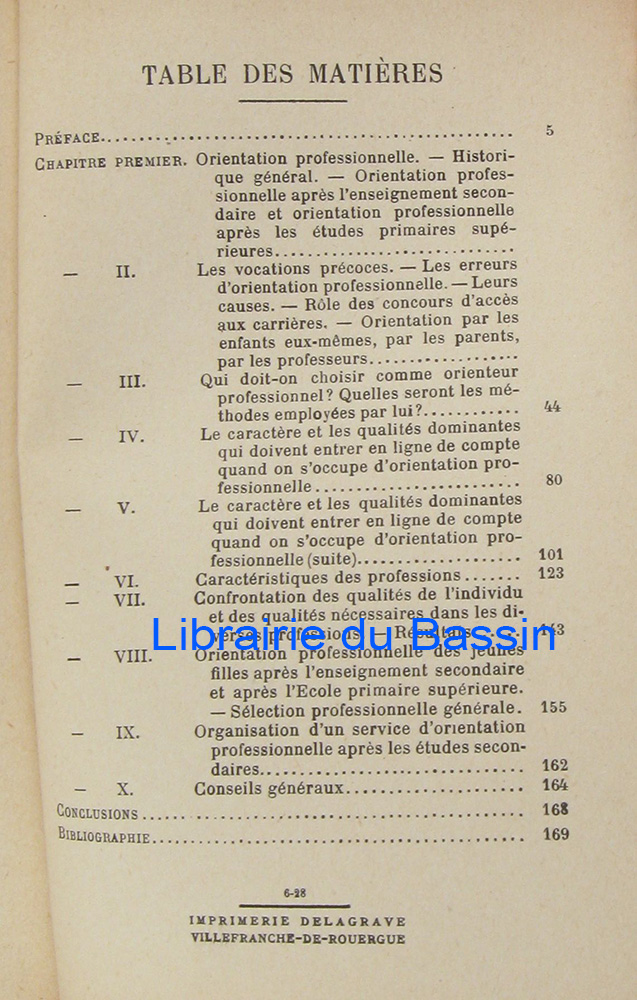 TABLE DES MATIÈRES
PRÉFACE................................................ 5
CHAPITRE PREMIER. Orientation professionnelle. — Histori-
que général. — Orientation profes-
sionnelle après l'enseignement secon-
daire et orientation professionnelle
après les études primaires supé-
rieures..............................
— II. Les vocations précoces. — Les erreurs
d'orientation professionnelle. — Leurs
causes. — Rôle des concours d'accès
aux carrières. — Orientation par les
enfants eux-mêmes, par les parents,
par les professeurs..................
— III. Qui doit-on choisir comme orienteur
professionnel? Quelles seront les mé-
thodes employées par lui?............ 44
— IV. Le caractère et les qualités dominantes
qui doivent entrer en ligne de compte
quand on s'occupe d'orientation pro-
fessionnelle......................... 80
— V. Le caractère et les qualités dominantes
qui doivent entrer en ligne de compte
quand on s'occupe d'orientation pro-
fessionnelle (suite)..................... 101
— VI. Caractéristiques des professions....... 123
— VII. Confrontation des qualités de l'individu
et des qualités nécessaires dans les di-
verses professions. — Résultats...... 143
Librairie du Bassin
— VIII. Orientation professionnelle des jeunes
filles après l'enseignement secondaire
et après l'Ecole primaire supérieure.
— Sélection professionnelle générale. 155
— IX. Organisation d'un service d'orientation
professionnelle après les études secon-
daires................................ 162
— X. Conseils généraux..................... 164
CONCLUSIONS............................................ 168
BIBLIOGRAPHIE.......................................... 169
6-28
IMPRIMERIE DELAGRAVE
VILLEFRANCHE-DE-ROUERGUE